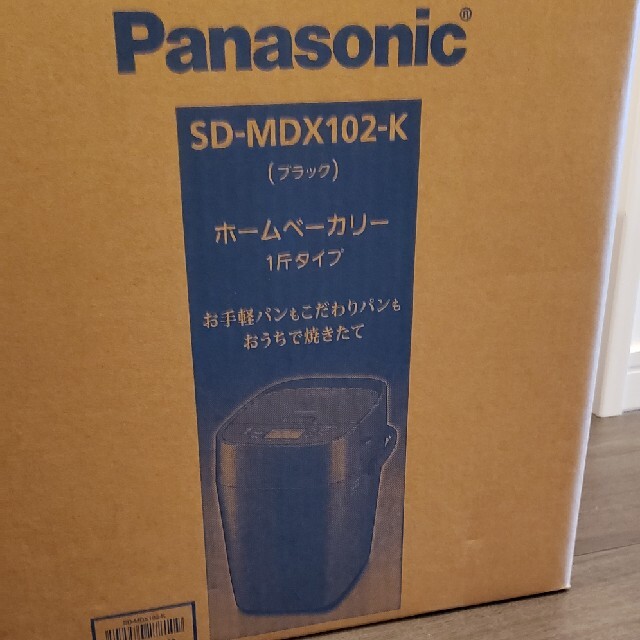 Panasonic®
SD-MDX102-K
(ブラック)
ホームベーカリー
1斤タイプ
お手軽パンもこだわりパンも
おうちで焼きたて
SD-MDX102-K